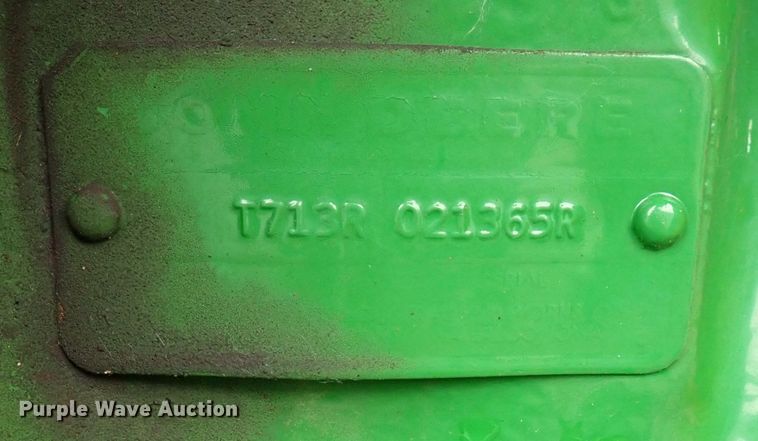 JOHN DEERE
T713R 021365R
Purple Wave Auction